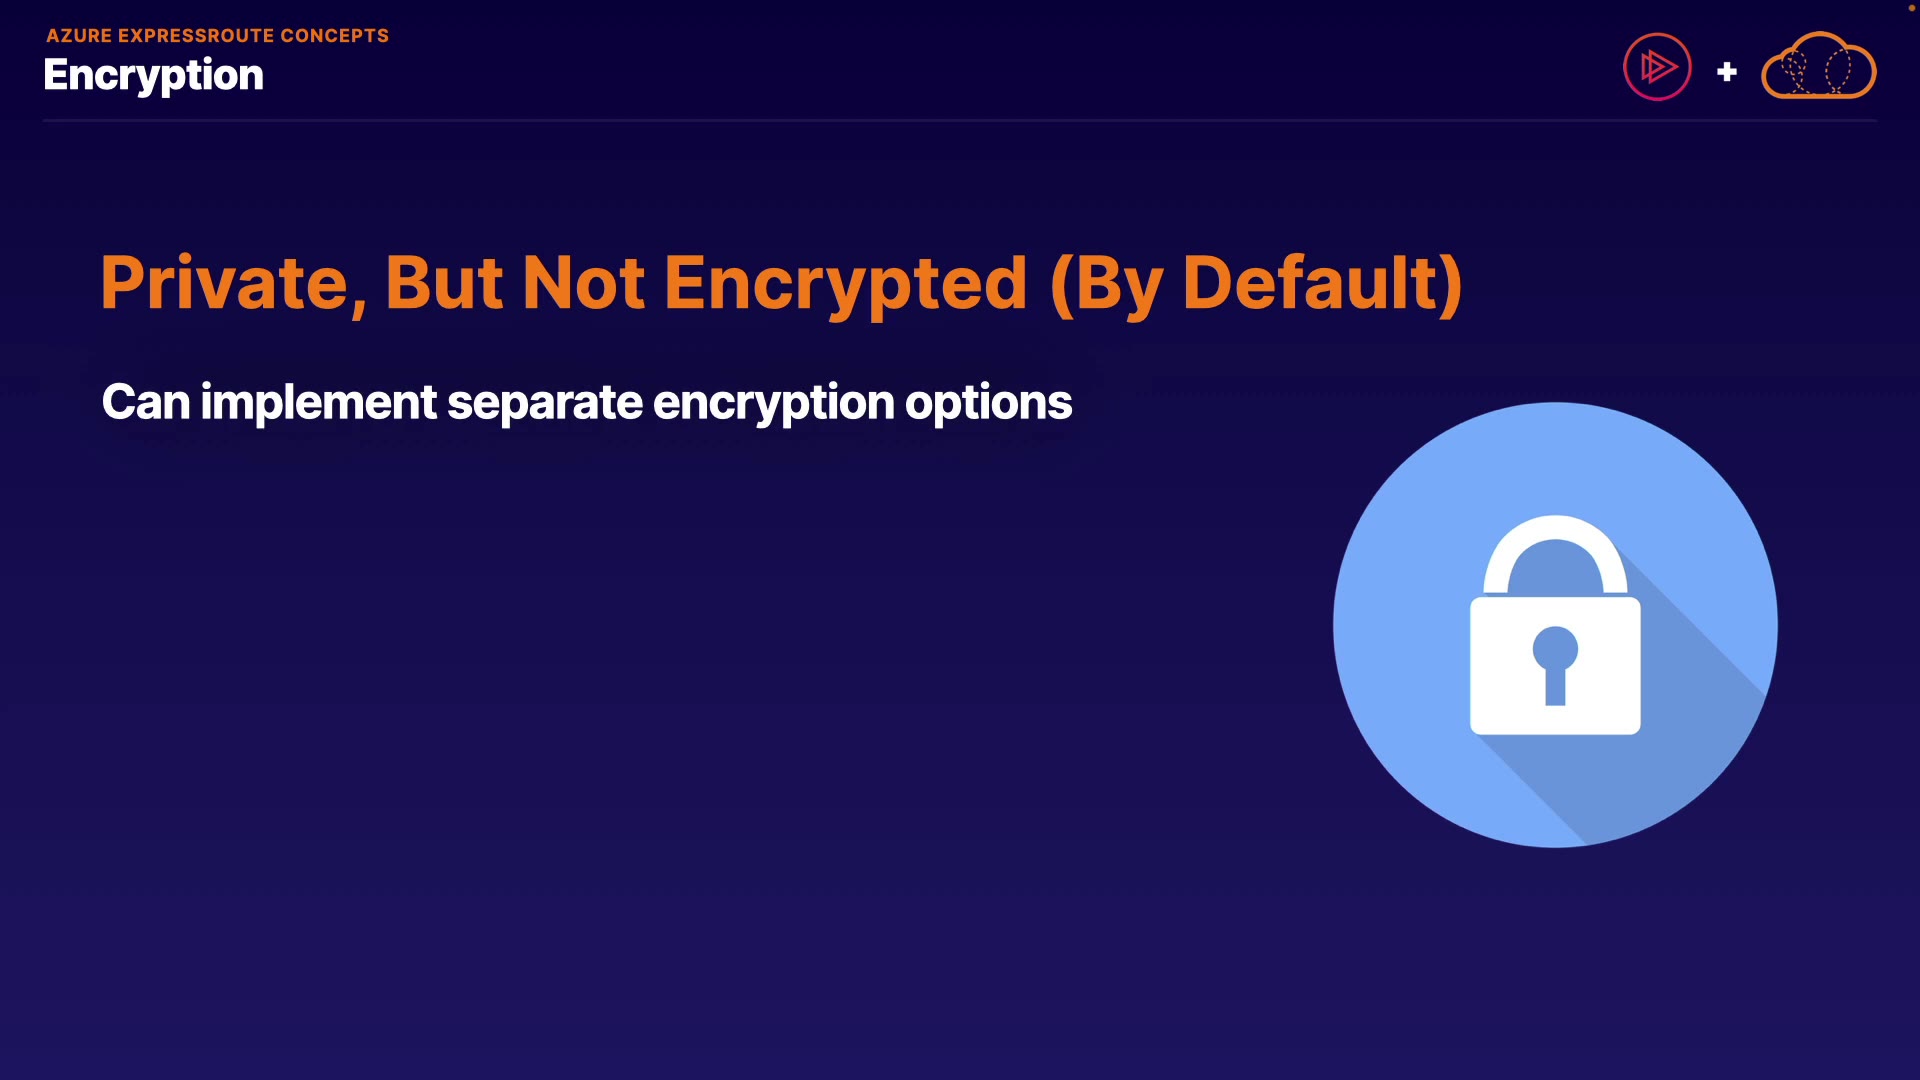 AZURE EXPRESSROUTE CONCEPTS
Encryption
Private, But Not Encrypted (By Default)
Can implement separate encryption options